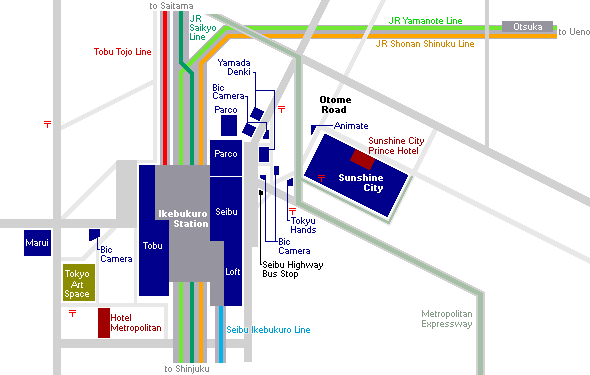 to Saitama
JR
Saikyo
Line
JR Yamanote Line
Otsuka
to Ueno
JR Shonan Shinuku Line
Tobu Tojo Line
Yamada
Denki
Bic
Camera
Parco
Otome
Road
〒
〒
Animate
Sunshine City
Prince Hotel
Parco
Sunshine
City
〒
Ikebukuro
Station
Seibu
〒
Tokyu
Hands
Marui
Bic
Camera
Tobu
Bic
Camera
Seibu Highway
Bus Stop
Loft
Tokyo
Art
Space
〒
Hotel
Metropolitan
Seibu Ikebukuro Line
Metropolitan
Expressway
to Shinjuku